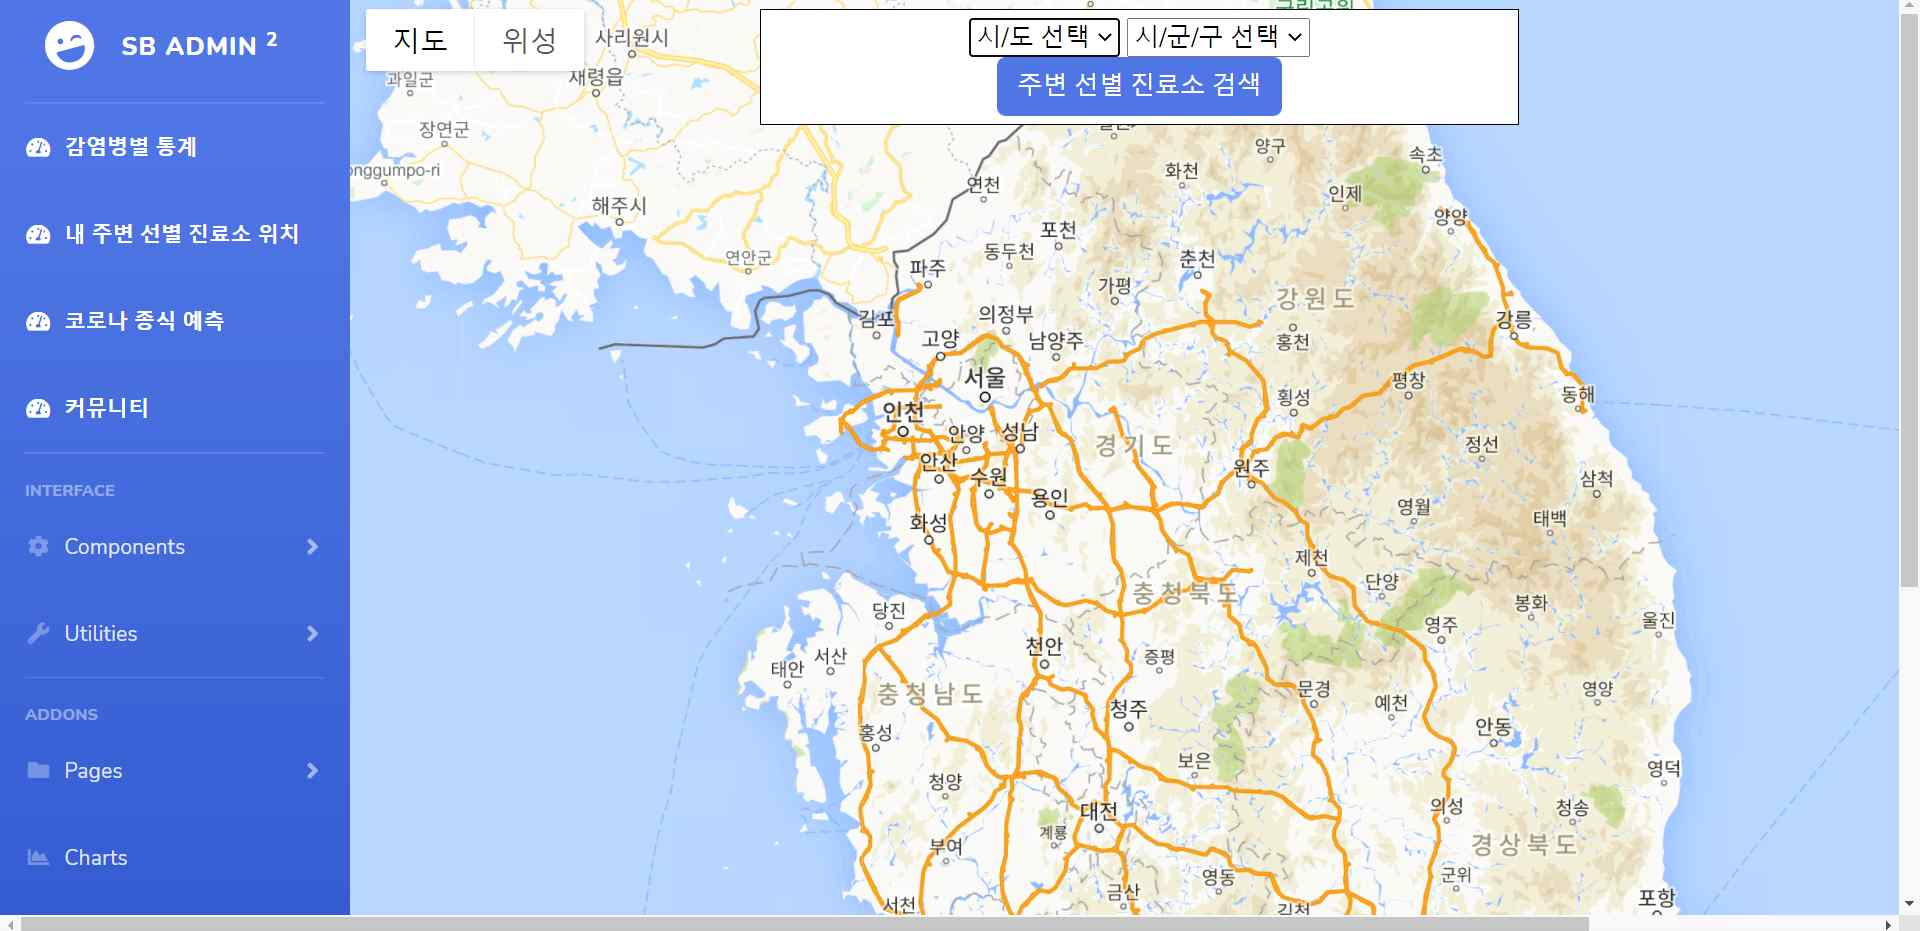 SB ADMIN 2
감염병별 통계
내 주변 선별 진료소 위치
코로나 종식 예측
커뮤니티
INTERFACE
Components
Utilities
ADDONS
Pages
Charts
지도
위성
시/도 선택
시/군/구 선택
주변 선별 진료소 검색
사리원시
과일군
재령읍
장연군
onggumpo-ri
해주시
연안군
연천
화천
양구
속초
인제
양양
포천
동두천
춘천
파주
가평
강원도
김포
의정부
강릉
고양
남양주
홍천
서울
평창
횡성
동해
인천
안양
성남
경기도
정선
안산
수원
원주
삼척
용인
영월
화성
태백
제천
단양
충청북도
봉화
당진
영주
울진
천안
서산
증평
태안
충청남도
문경
영양
예천
청주
안동
홍성
보은
영덕
청양
의성
청송
대전
계룡
부여
경상북도
군위
영동
금산
포항
서천